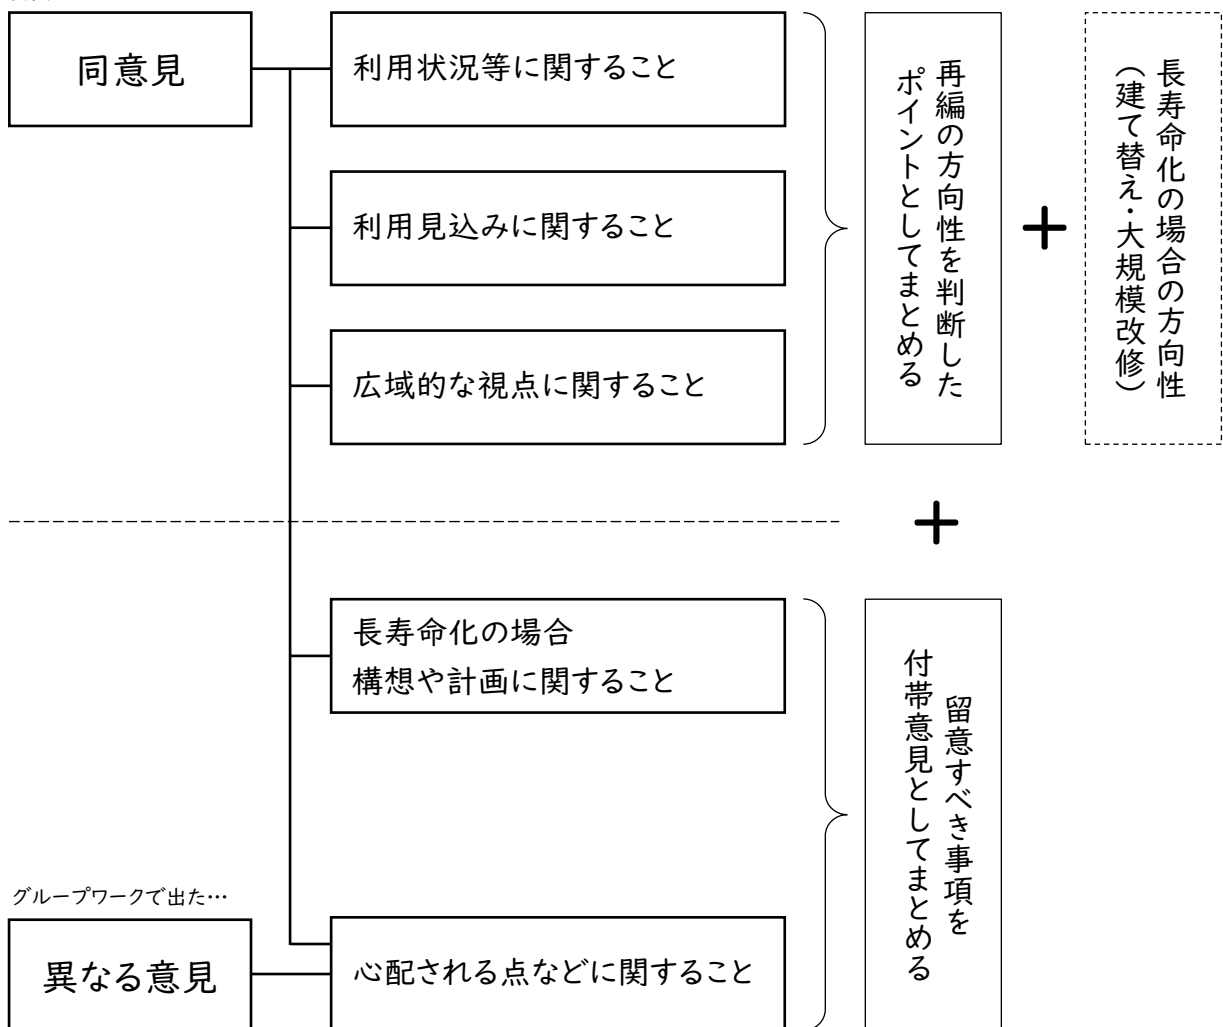 同意見
利用状況等に関すること
利用見込みに関すること
広域的な視点に関すること
再編の方向性を判断した
ポイントとしてまとめる
+
長寿命化の場合の方向性
（建て替え・大規模改修）
+
長寿命化の場合
構想や計画に関すること
グループワークで出た…
異なる意見
心配される点などに関すること
留意すべき事項を
付帯意見としてまとめる